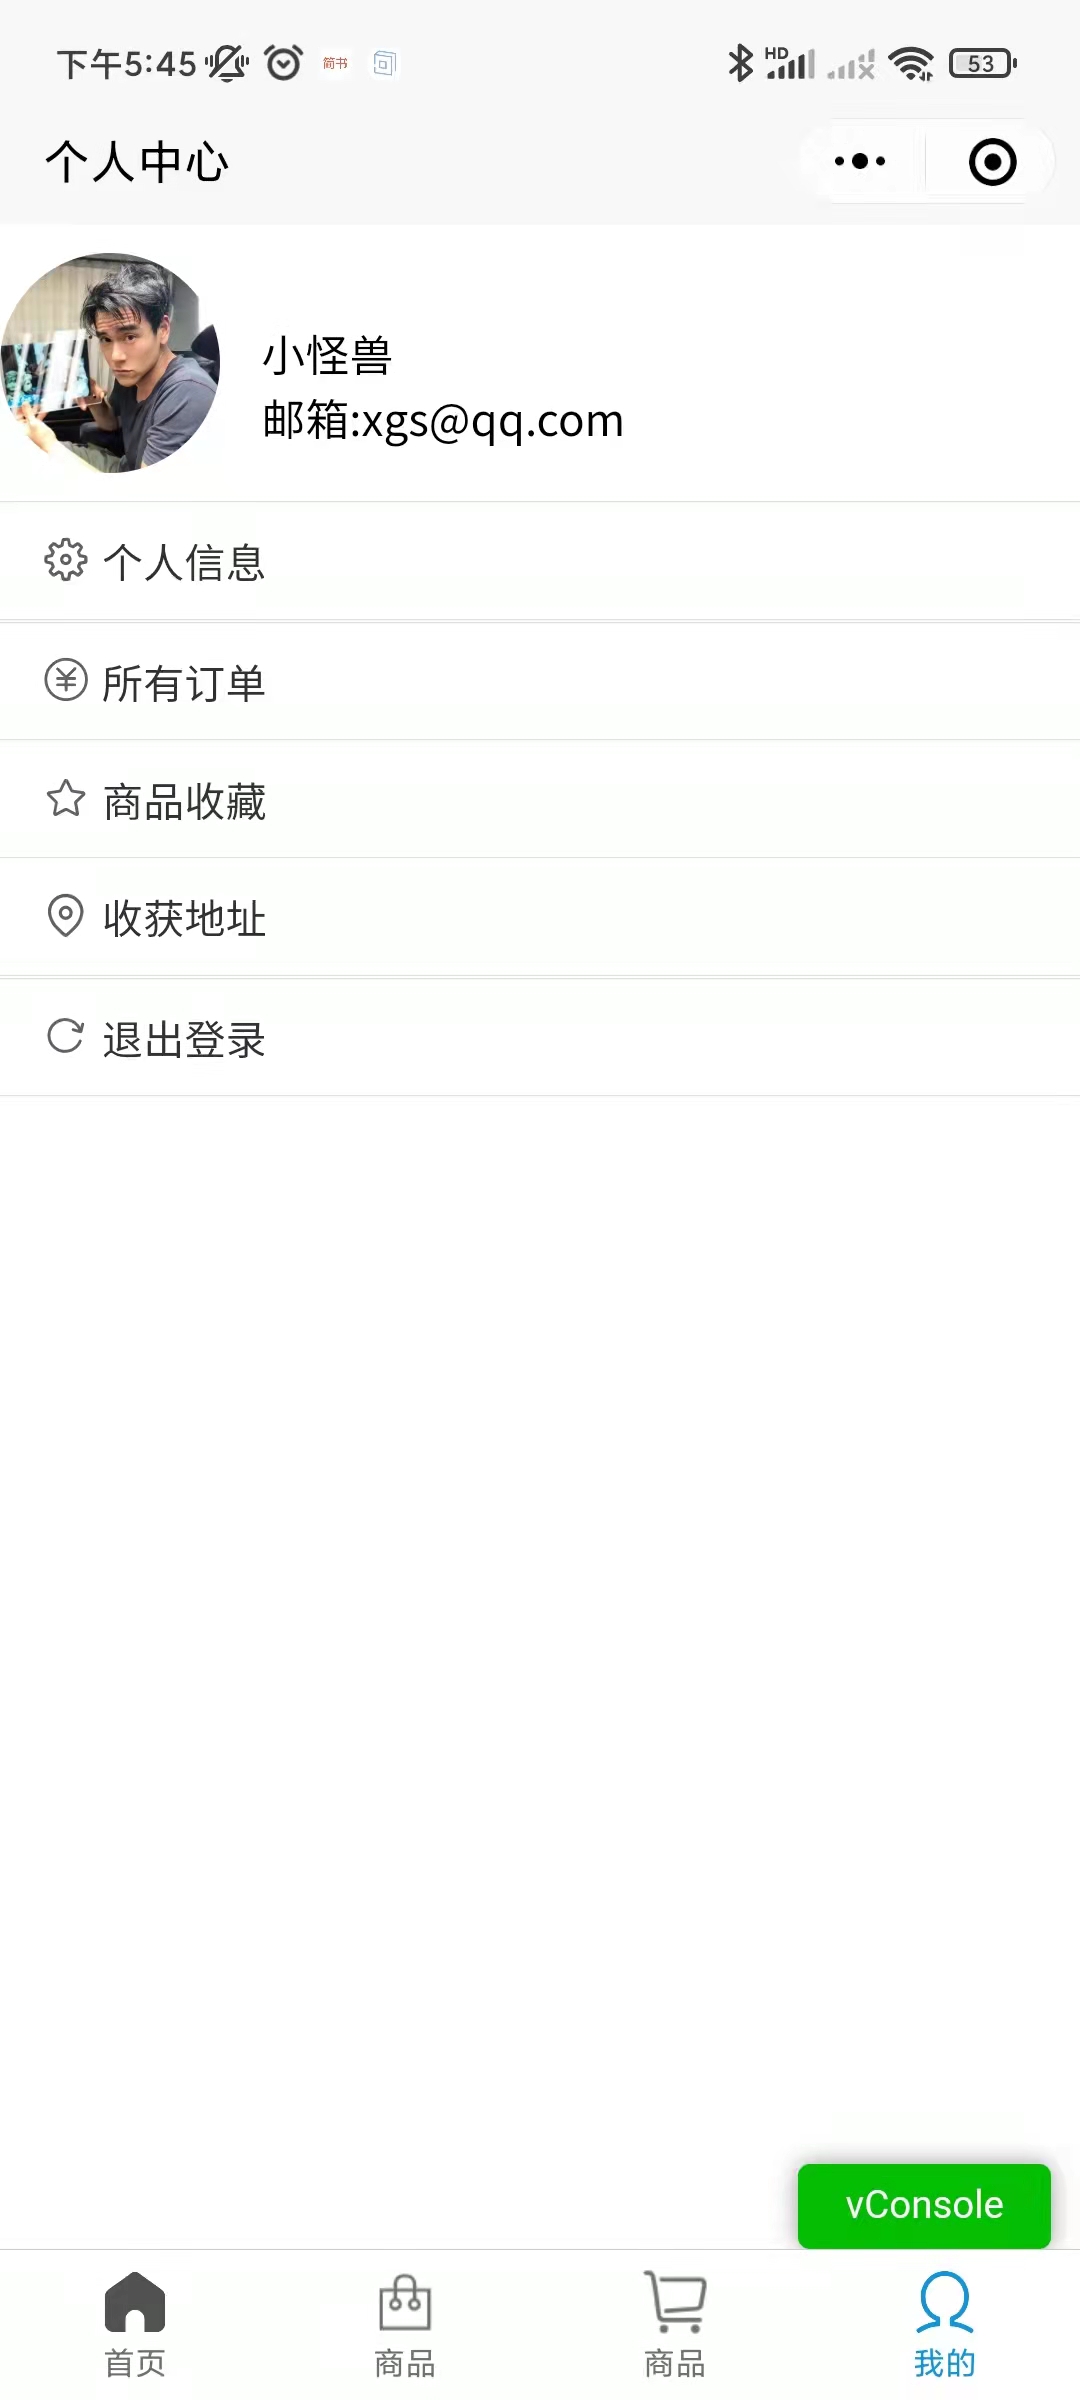 下午5:45 简书 HD 53
个人中心
小怪兽
邮箱:xgs@qq.com
个人信息
所有订单
商品收藏
收获地址
退出登录
vConsole
首页 商品 商品 我的